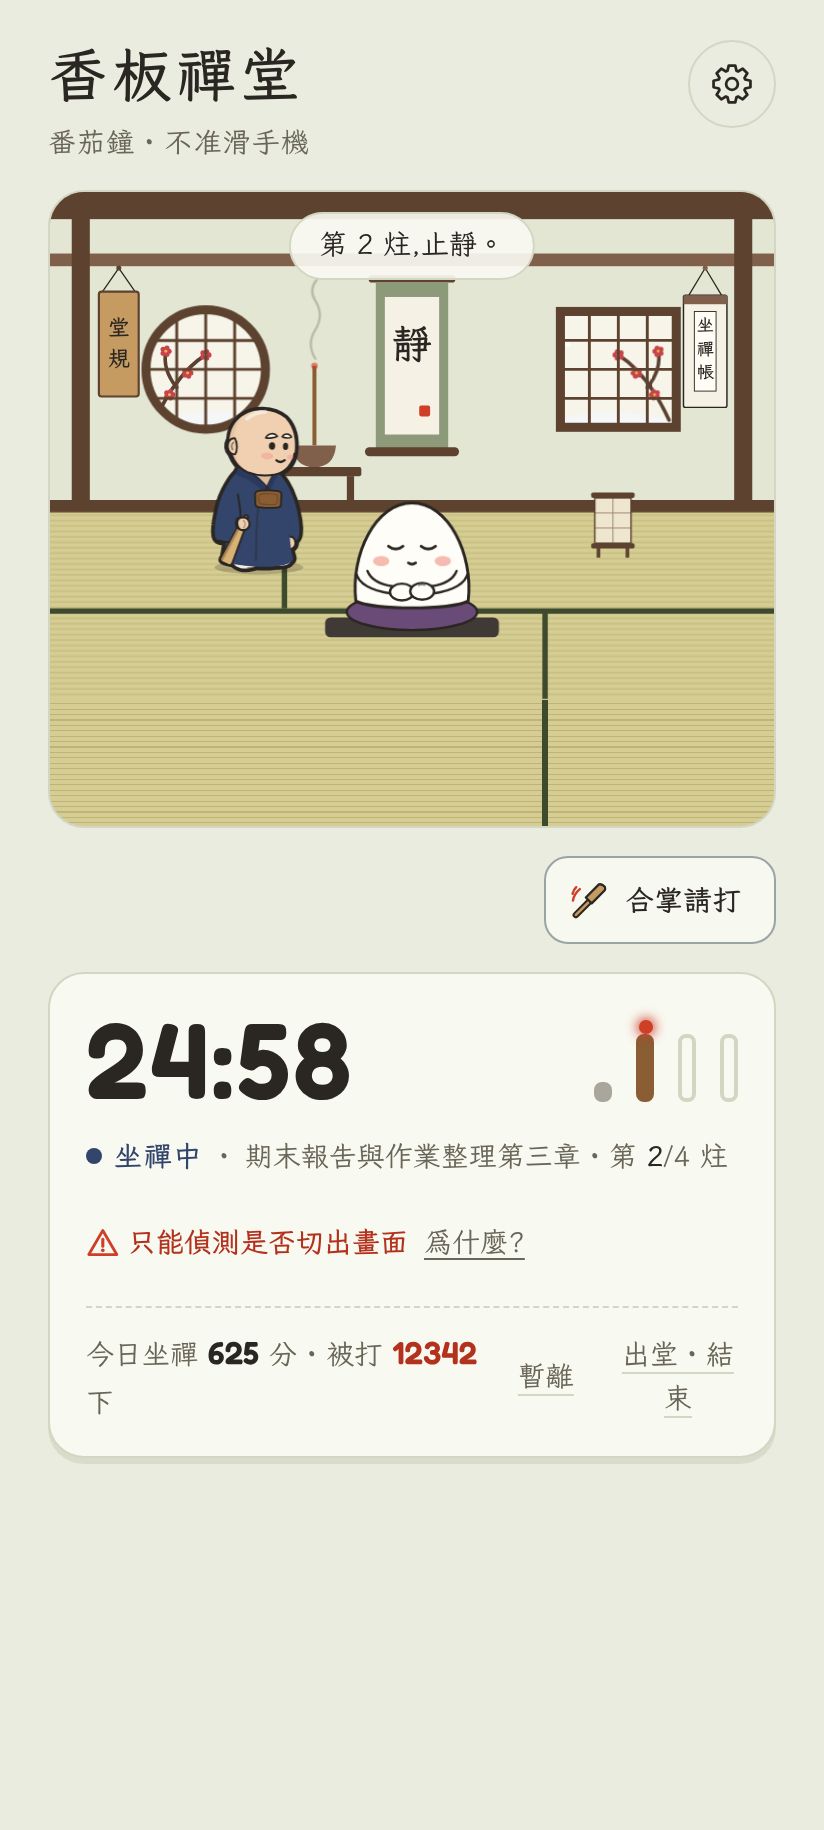 香板禪堂
番茄鐘・不准滑手機
第 2 炷,止靜。
堂規
靜
坐禪帳
合掌請打
24:58
坐禪中 ・ 期末報告與作業整理第三章・第 2/4 炷
只能偵測是否切出畫面 為什麼?
今日坐禪 625 分・被打 12342
下
暫離
出堂・結
束